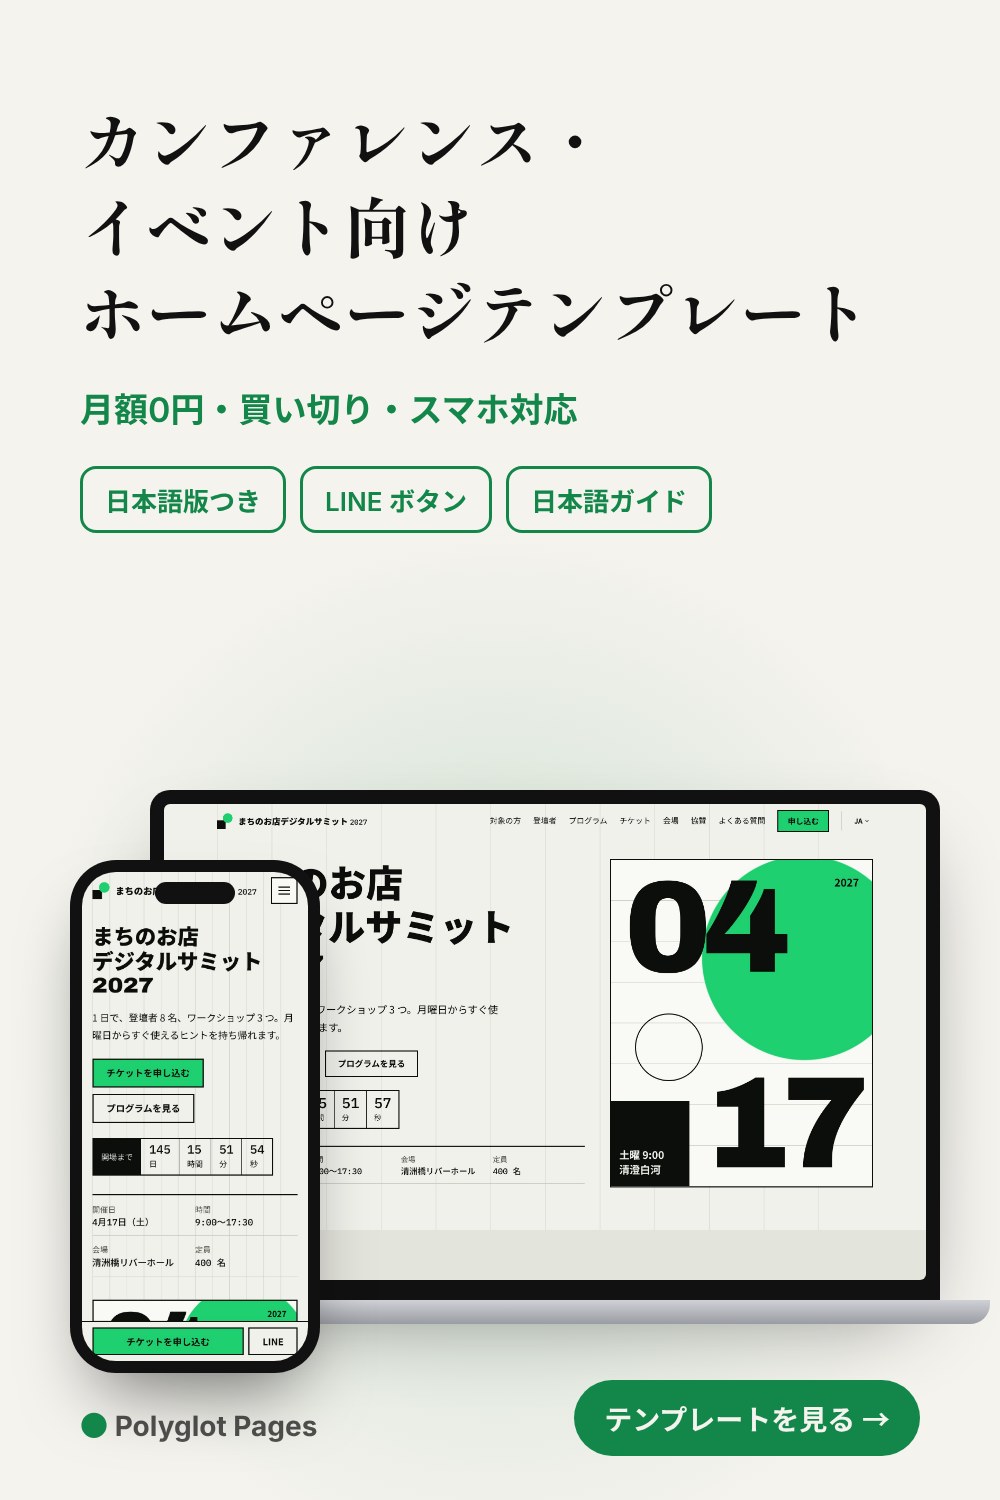 カンファレンス・
イベント向け
ホームページテンプレート
月額0円・買い切り・スマホ対応
日本語版つき
LINE ボタン
日本語ガイド
まちのお店デジタルサミット 2027
対象の方 登壇者 プログラム チケット 会場 協賛 よくある質問 申し込む JA
のお店
タルサミット
ワークショップ 3 つ。月曜日からすぐ使
ます。
プログラムを見る
5 51 57
分 秒
会場 定員
00〜17:30 清洲橋リバーホール 400 名
2027
04
17
土曜 9:00
清澄白河
まちのお店 2027
まちのお店
デジタルサミット
2027
1 日で、登壇者 8 名、ワークショップ 3 つ。月
曜日からすぐ使えるヒントを持ち帰れます。
チケットを申し込む
プログラムを見る
開場まで
145 15 51 54
日 時間 分 秒
開催日 時間
4月17日（土） 9:00〜17:30
会場 定員
清洲橋リバーホール 400 名
2027
チケットを申し込む LINE
Polyglot Pages
テンプレートを見る →